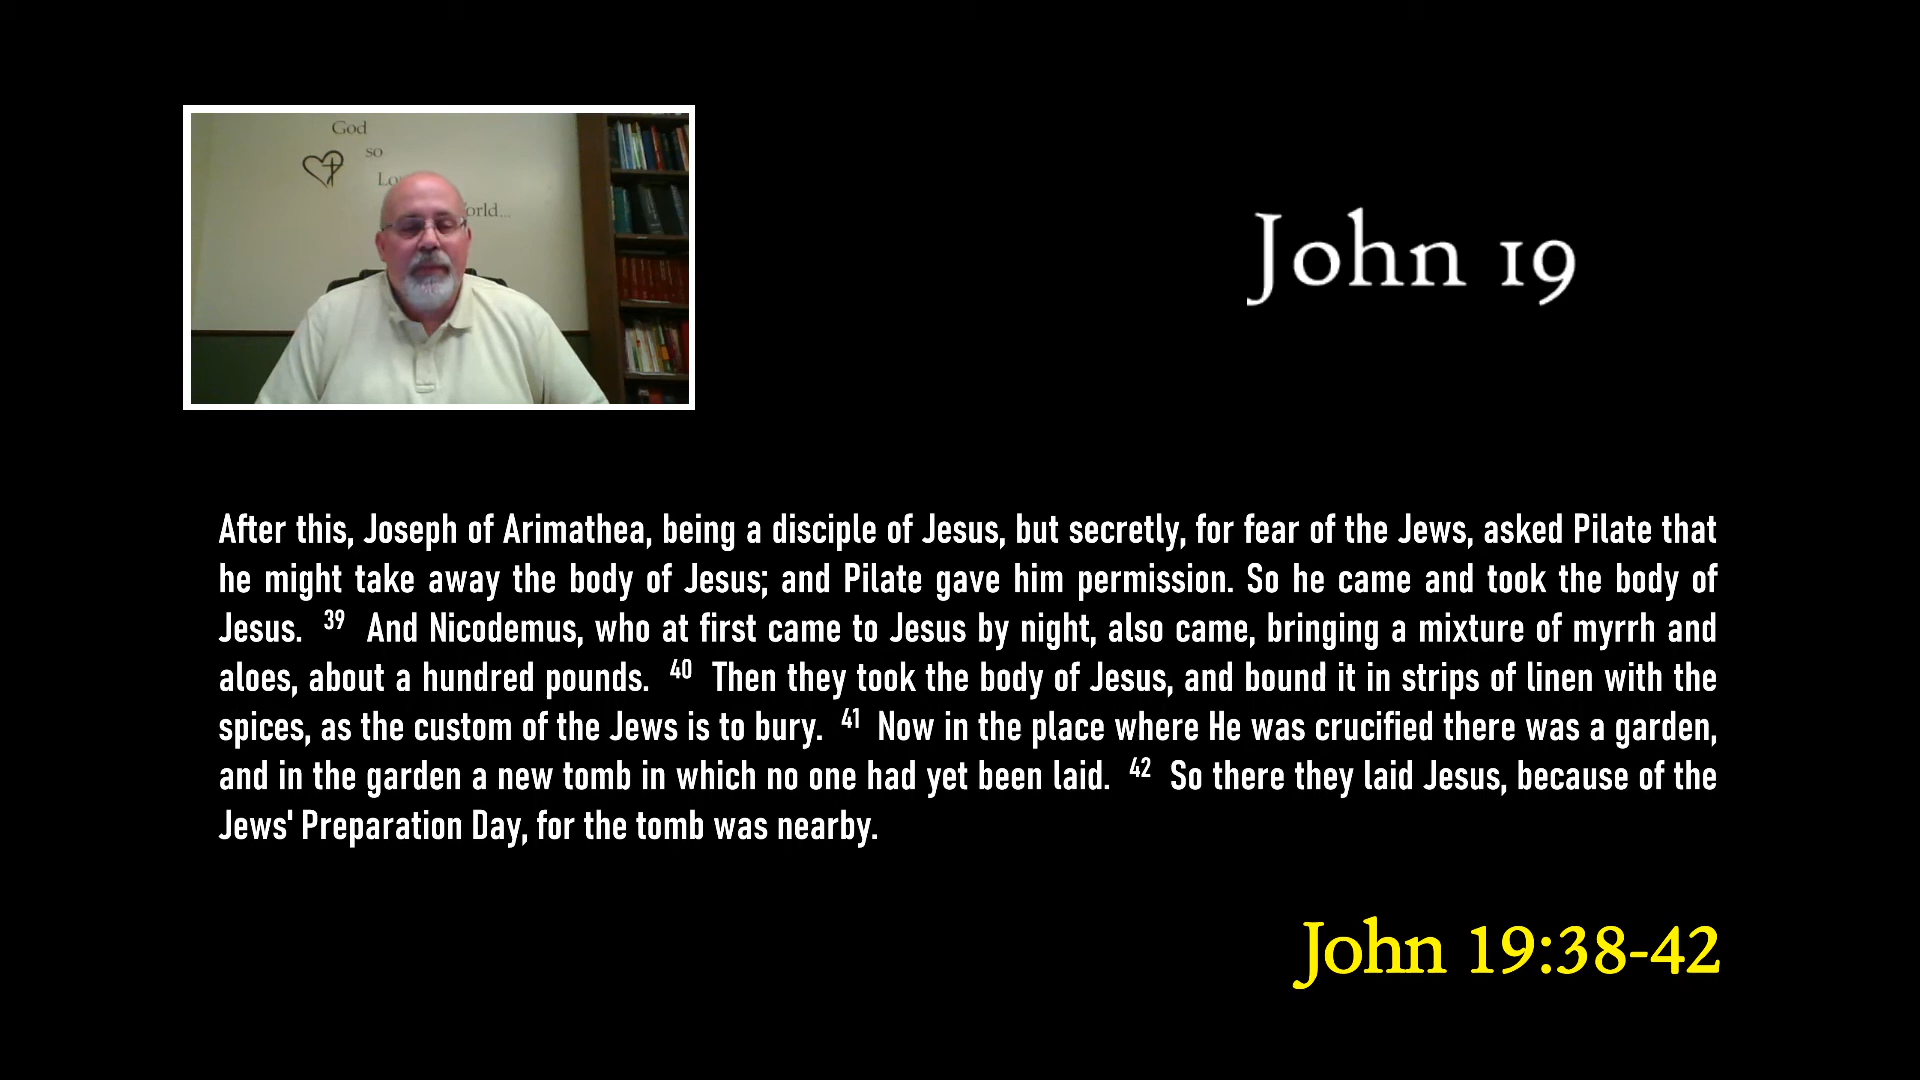 God
so
orld...
John 19
After this, Joseph of Arimathea, being a disciple of Jesus, but secretly, for fear of the Jews, asked Pilate that
he might take away the body of Jesus; and Pilate gave him permission. So he came and took the body of
Jesus. 39 And Nicodemus, who at first came to Jesus by night, also came, bringing a mixture of myrrh and
aloes, about a hundred pounds. 40 Then they took the body of Jesus, and bound it in strips of linen with the
spices, as the custom of the Jews is to bury. 41 Now in the place where He was crucified there was a garden,
and in the garden a new tomb in which no one had yet been laid. 42 So there they laid Jesus, because of the
Jews' Preparation Day, for the tomb was nearby.
John 19:38-42